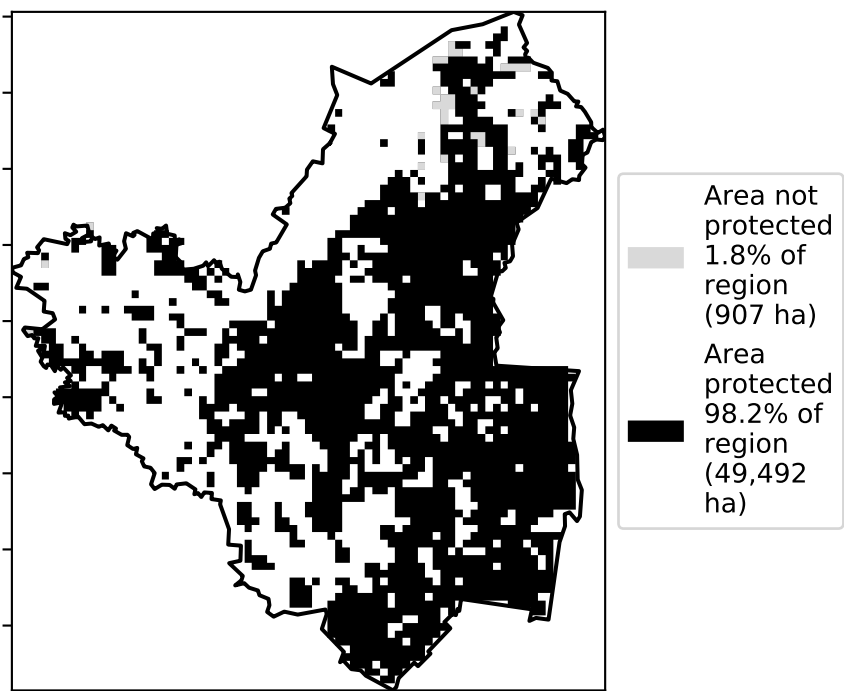 Area not
protected
1.8% of
region
(907 ha)
Area
protected
98.2% of
region
(49,492
ha)